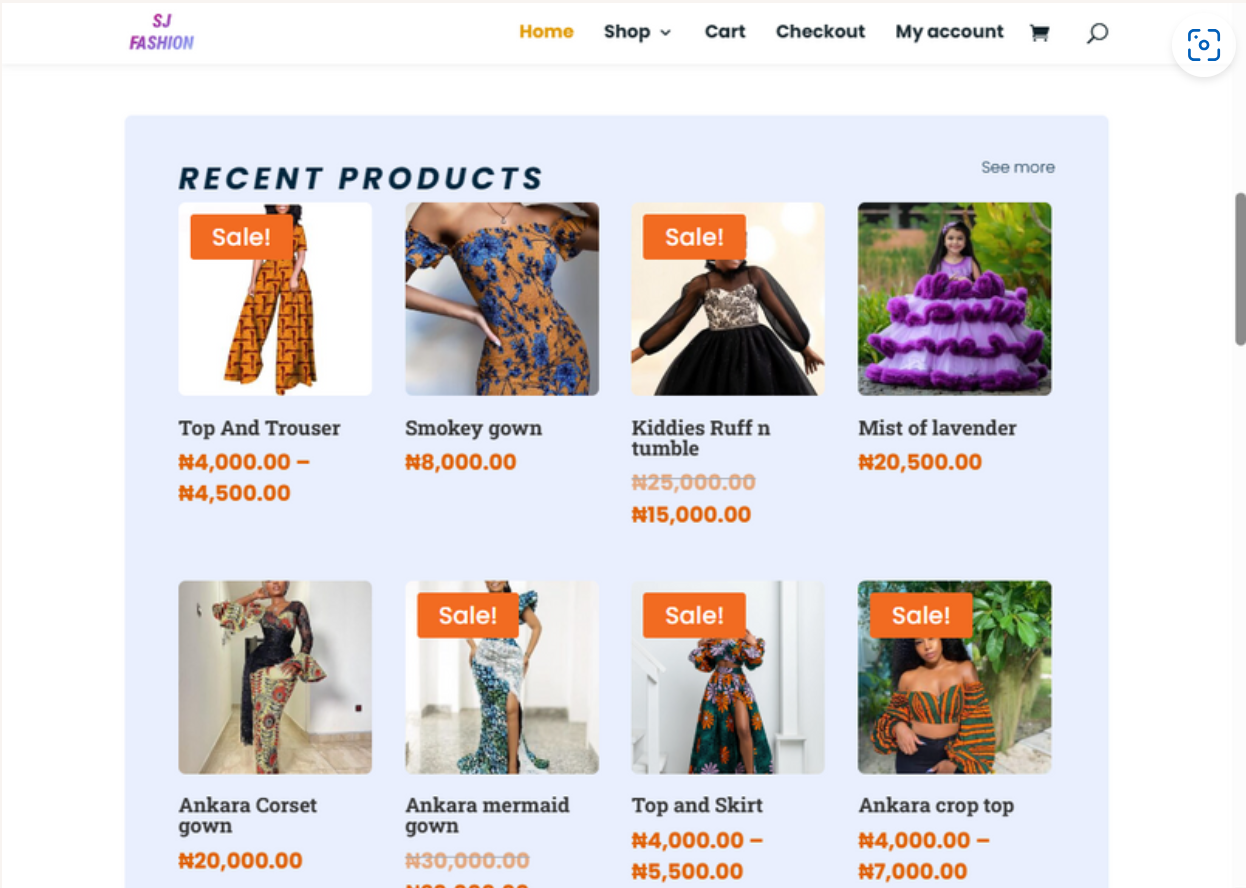 SJ
FASHION
Home Shop Cart Checkout My account
RECENT PRODUCTS
See more
Sale!
Sale!
Top And Trouser
₦4,000.00 –
₦4,500.00
Smokey gown
₦8,000.00
Kiddies Ruff n
tumble
₦25,000.00
₦15,000.00
Mist of lavender
₦20,500.00
Sale!
Sale!
Sale!
Ankara Corset
gown
₦20,000.00
Ankara mermaid
gown
₦30,000.00
Top and Skirt
₦4,000.00 –
₦5,500.00
Ankara crop top
₦4,000.00 –
₦7,000.00